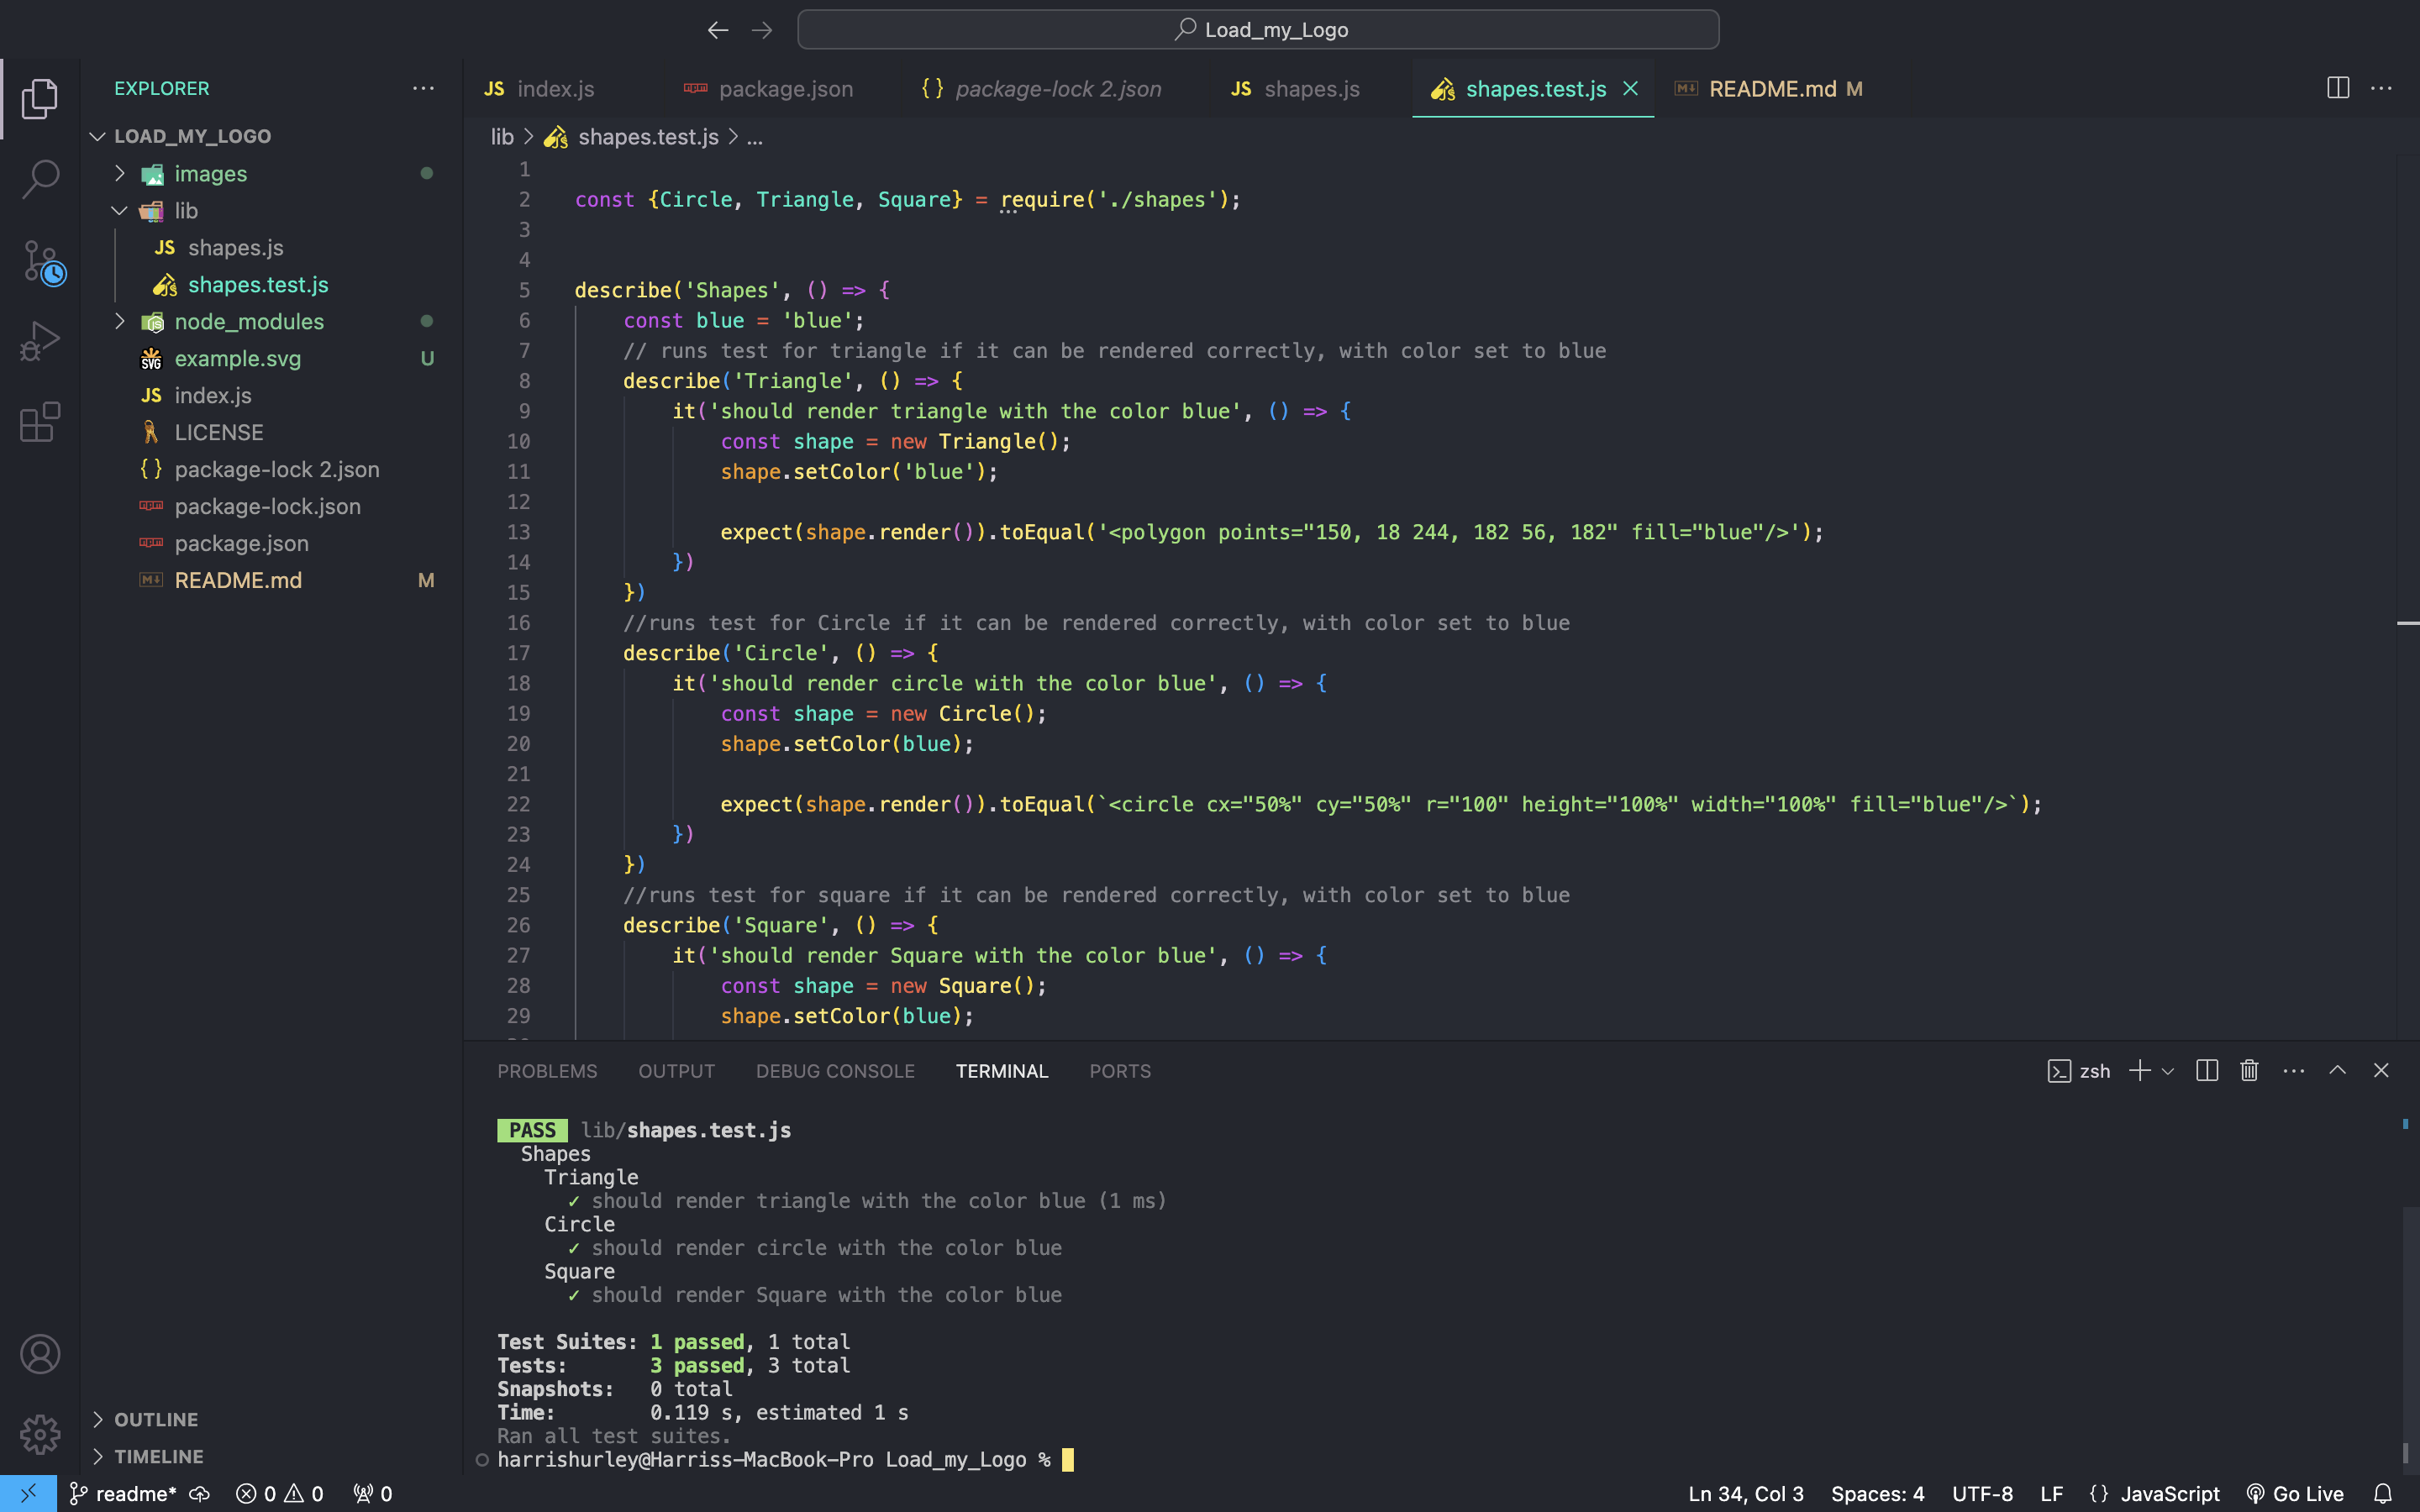 Load_my_Logo
EXPLORER
LOAD_MY_LOGO
images
lib
JS shapes.js
shapes.test.js
node_modules
SVG example.svg U
JS index.js
LICENSE
{ } package-lock 2.json
package-lock.json
package.json
README.md M
OUTLINE
TIMELINE
JS index.js package.json { } package-lock 2.json JS shapes.js shapes.test.js README.md M
lib > shapes.test.js > ...
1
2 const {Circle, Triangle, Square} = require('./shapes');
3
4
5 describe('Shapes', () => {
6 const blue = 'blue';
7 // runs test for triangle if it can be rendered correctly, with color set to blue
8 describe('Triangle', () => {
9 it('should render triangle with the color blue', () => {
10 const shape = new Triangle();
11 shape.setColor('blue');
12
13 expect(shape.render()).toEqual('<polygon points="150, 18 244, 182 56, 182" fill="blue"/>');
14 })
15 })
16 //runs test for Circle if it can be rendered correctly, with color set to blue
17 describe('Circle', () => {
18 it('should render circle with the color blue', () => {
19 const shape = new Circle();
20 shape.setColor(blue);
21
22 expect(shape.render()).toEqual(`<circle cx="50%" cy="50%" r="100" height="100%" width="100%" fill="blue"/>`);
23 })
24 })
25 //runs test for square if it can be rendered correctly, with color set to blue
26 describe('Square', () => {
27 it('should render Square with the color blue', () => {
28 const shape = new Square();
29 shape.setColor(blue);
PROBLEMS OUTPUT DEBUG CONSOLE TERMINAL PORTS zsh
PASS lib/shapes.test.js
Shapes
Triangle
✓ should render triangle with the color blue (1 ms)
Circle
✓ should render circle with the color blue
Square
✓ should render Square with the color blue
Test Suites: 1 passed, 1 total
Tests: 3 passed, 3 total
Snapshots: 0 total
Time: 0.119 s, estimated 1 s
Ran all test suites.
harrishurley@Harriss-MacBook-Pro Load_my_Logo %
readme* 0 0 0 Ln 34, Col 3 Spaces: 4 UTF-8 LF { } JavaScript Go Live